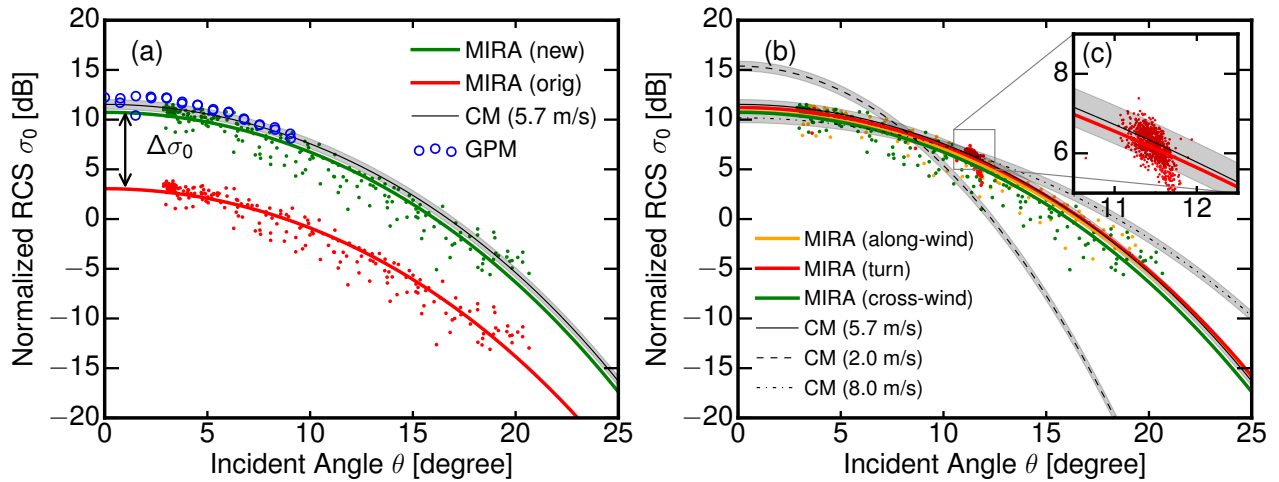 (a)
MIRA (new)
MIRA (orig)
CM (5.7 m/s)
GPM
Δσ₀
Normalized RCS σ₀ [dB]
20
15
10
5
0
−5
−10
−15
−20
0 5 10 15 20 25
Incident Angle θ [degree]
(b)
(c)
8
6
11 12
MIRA (along-wind)
MIRA (turn)
MIRA (cross-wind)
CM (5.7 m/s)
CM (2.0 m/s)
CM (8.0 m/s)
Normalized RCS σ₀ [dB]
20
15
10
5
0
−5
−10
−15
−20
0 5 10 15 20 25
Incident Angle θ [degree]